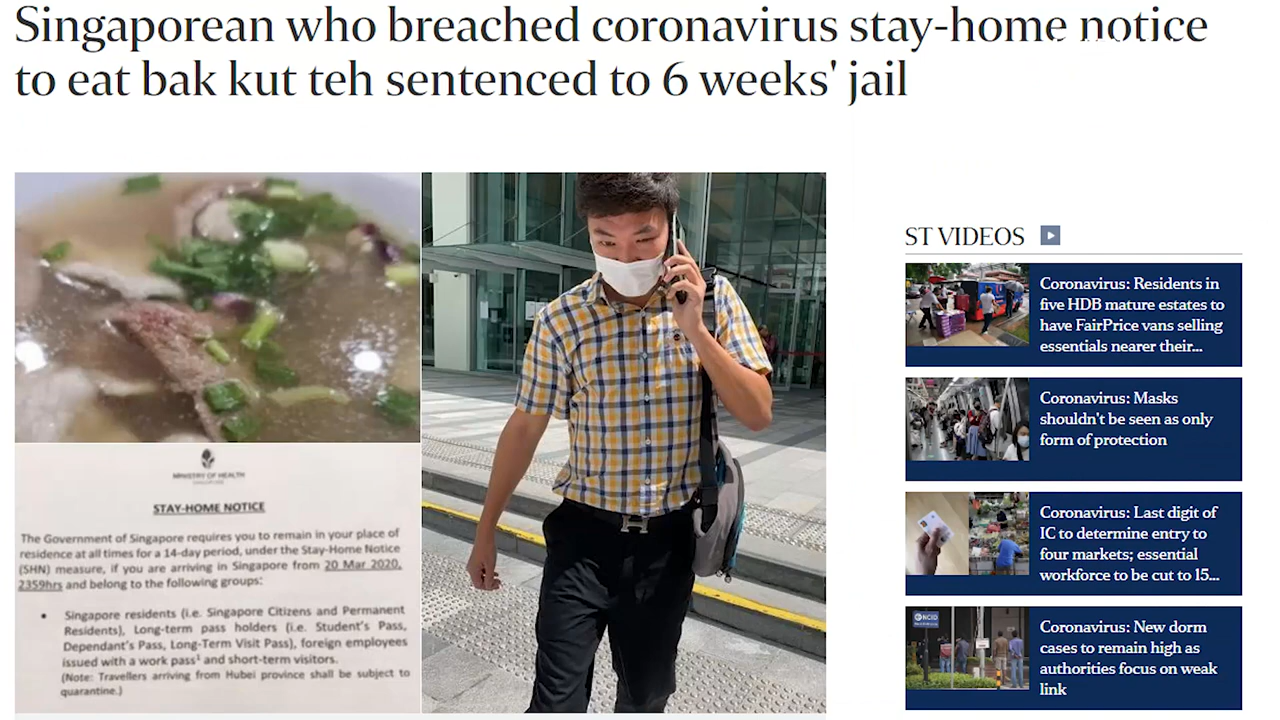 Singaporean who breached coronavirus stay-home notice
to eat bak kut teh sentenced to 6 weeks' jail
MINISTRY OF HEALTH
SINGAPORE
STAY-HOME NOTICE
The Government of Singapore requires you to remain in your place of
residence at all times for a 14-day period, under the Stay-Home Notice
(SHN) measure, if you are arriving in Singapore from 20 Mar 2020,
2359hrs and belong to the following groups:
• Singapore residents (i.e. Singapore Citizens and Permanent
Residents), Long-term pass holders (i.e. Student's Pass,
Dependant's Pass, Long-Term Visit Pass), foreign employees
issued with a work pass¹ and short-term visitors.
(Note: Travellers arriving from Hubei province shall be subject to
quarantine.)
ST VIDEOS
Coronavirus: Residents in
five HDB mature estates to
have FairPrice vans selling
essentials nearer their...
Coronavirus: Masks
shouldn't be seen as only
form of protection
Coronavirus: Last digit of
IC to determine entry to
four markets; essential
workforce to be cut to 15...
NCID
Coronavirus: New dorm
cases to remain high as
authorities focus on weak
link